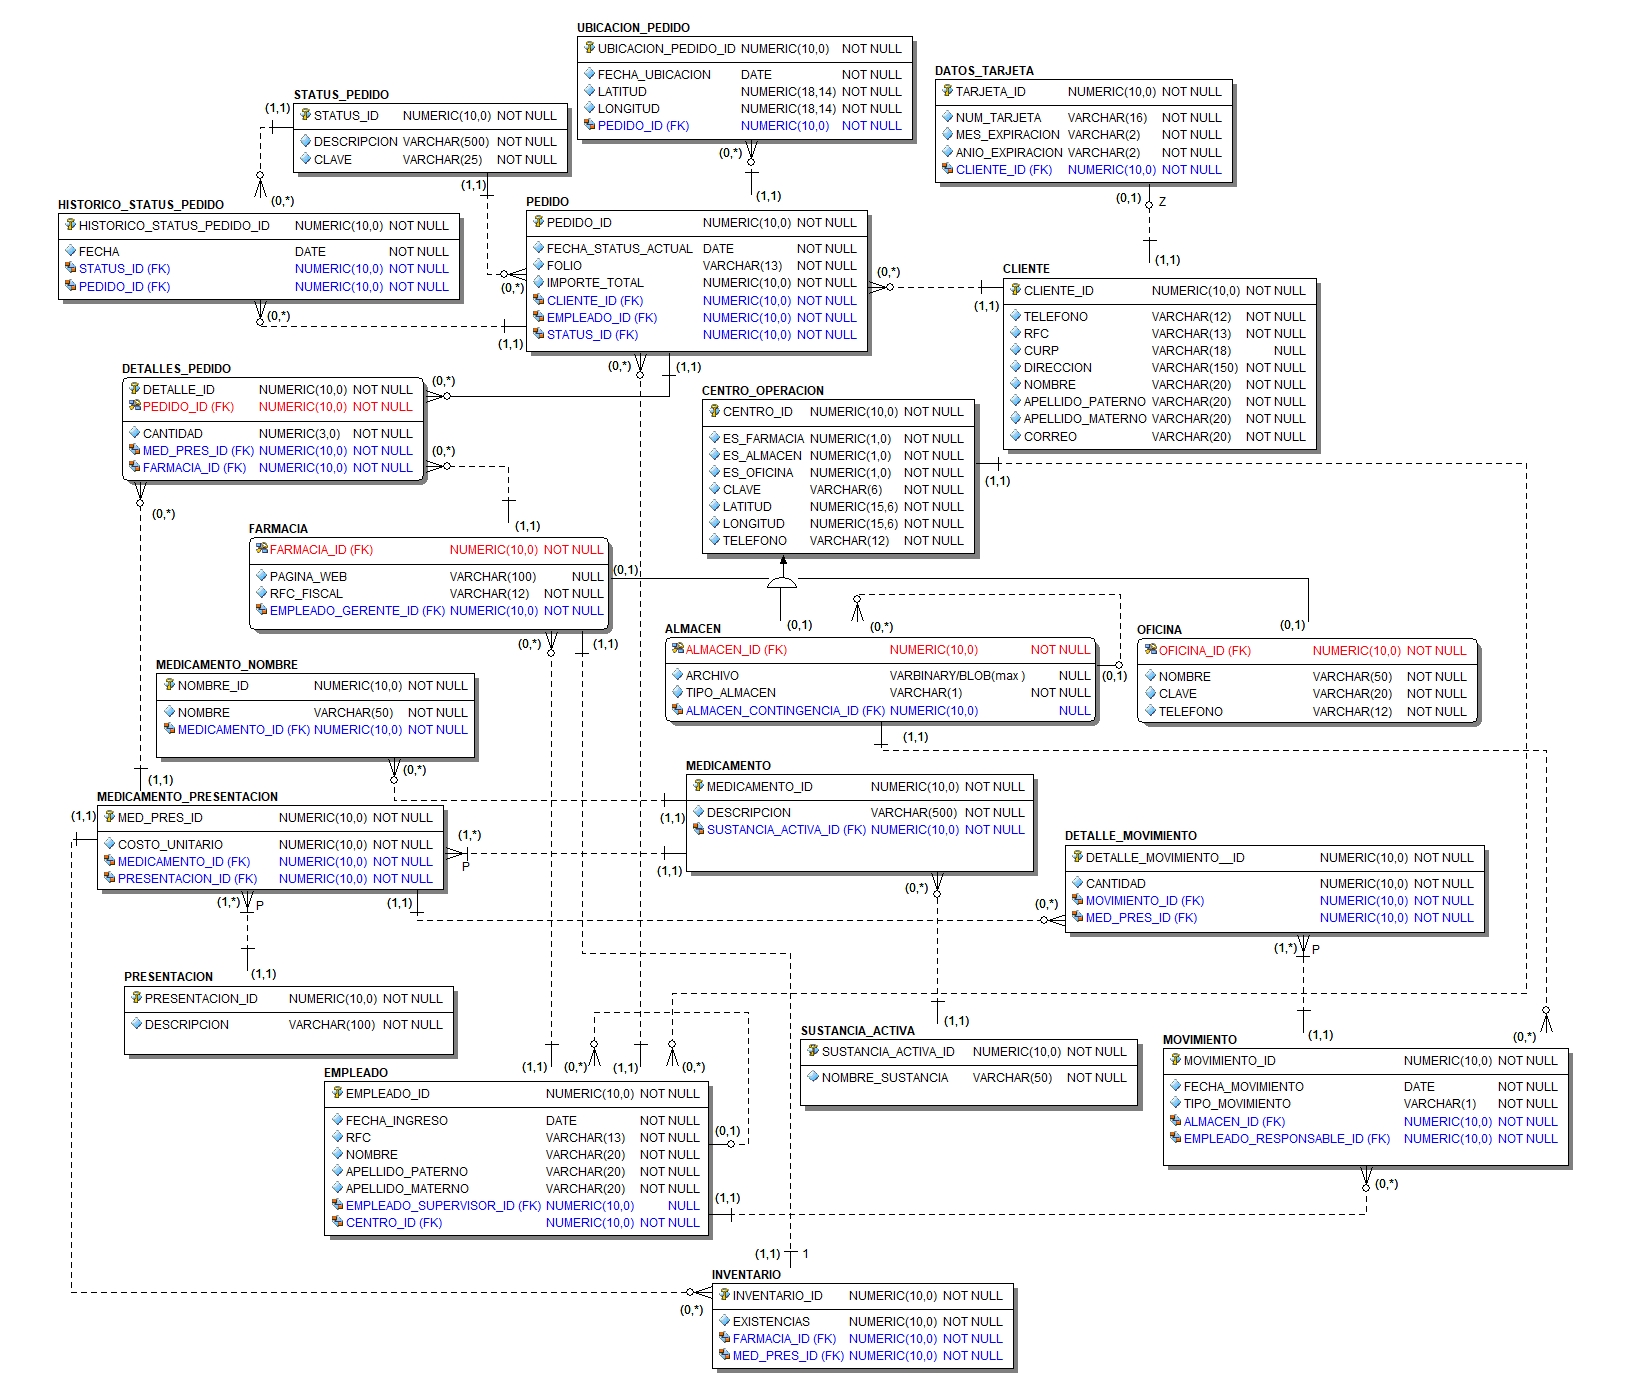 UBICACION_PEDIDO
UBICACION_PEDIDO_ID NUMERIC(10,0) NOT NULL
FECHA_UBICACION DATE NOT NULL
LATITUD NUMERIC(18,14) NOT NULL
LONGITUD NUMERIC(18,14) NOT NULL
PEDIDO_ID (FK) NUMERIC(10,0) NOT NULL
(0,*)
(1,1)
DATOS_TARJETA
TARJETA_ID NUMERIC(10,0) NOT NULL
NUM_TARJETA VARCHAR(16) NOT NULL
MES_EXPIRACION VARCHAR(2) NOT NULL
ANIO_EXPIRACION VARCHAR(2) NOT NULL
CLIENTE_ID (FK) NUMERIC(10,0) NOT NULL
(0,1) Z
(1,1)
STATUS_PEDIDO
(1,1)
STATUS_ID NUMERIC(10,0) NOT NULL
DESCRIPCION VARCHAR(500) NOT NULL
CLAVE VARCHAR(25) NOT NULL
(1,1)
(0,*)
HISTORICO_STATUS_PEDIDO
HISTORICO_STATUS_PEDIDO_ID NUMERIC(10,0) NOT NULL
FECHA DATE NOT NULL
STATUS_ID (FK) NUMERIC(10,0) NOT NULL
PEDIDO_ID (FK) NUMERIC(10,0) NOT NULL
(0,*)
(1,1)
PEDIDO
PEDIDO_ID NUMERIC(10,0) NOT NULL
FECHA_STATUS_ACTUAL DATE NOT NULL
FOLIO VARCHAR(13) NOT NULL
IMPORTE_TOTAL NUMERIC(10,0) NOT NULL
CLIENTE_ID (FK) NUMERIC(10,0) NOT NULL
EMPLEADO_ID (FK) NUMERIC(10,0) NOT NULL
STATUS_ID (FK) NUMERIC(10,0) NOT NULL
(0,*)
(0,*)
(1,1)
(0,*)
(1,1)
CLIENTE
CLIENTE_ID NUMERIC(10,0) NOT NULL
TELEFONO VARCHAR(12) NOT NULL
RFC VARCHAR(13) NOT NULL
CURP VARCHAR(18) NULL
DIRECCION VARCHAR(150) NOT NULL
NOMBRE VARCHAR(20) NOT NULL
APELLIDO_PATERNO VARCHAR(20) NOT NULL
APELLIDO_MATERNO VARCHAR(20) NOT NULL
CORREO VARCHAR(20) NOT NULL
DETALLES_PEDIDO
DETALLE_ID NUMERIC(10,0) NOT NULL
PEDIDO_ID (FK) NUMERIC(10,0) NOT NULL
CANTIDAD NUMERIC(3,0) NOT NULL
MED_PRES_ID (FK) NUMERIC(10,0) NOT NULL
FARMACIA_ID (FK) NUMERIC(10,0) NOT NULL
(0,*)
(0,*)
(0,*)
(1,1)
CENTRO_OPERACION
CENTRO_ID NUMERIC(10,0) NOT NULL
ES_FARMACIA NUMERIC(1,0) NOT NULL
ES_ALMACEN NUMERIC(1,0) NOT NULL
ES_OFICINA NUMERIC(1,0) NOT NULL
CLAVE VARCHAR(6) NOT NULL
LATITUD NUMERIC(15,6) NOT NULL
LONGITUD NUMERIC(15,6) NOT NULL
TELEFONO VARCHAR(12) NOT NULL
(1,1)
FARMACIA
FARMACIA_ID (FK) NUMERIC(10,0) NOT NULL
PAGINA_WEB VARCHAR(100) NULL
RFC_FISCAL VARCHAR(12) NOT NULL
EMPLEADO_GERENTE_ID (FK) NUMERIC(10,0) NOT NULL
(0,1)
(0,*)
(1,1)
(0,1)
(0,*)
(0,1)
ALMACEN
ALMACEN_ID (FK) NUMERIC(10,0) NOT NULL
ARCHIVO VARBINARY/BLOB(max ) NULL
TIPO_ALMACEN VARCHAR(1) NOT NULL
ALMACEN_CONTINGENCIA_ID (FK) NUMERIC(10,0) NULL
(0,1)
(1,1)
OFICINA
OFICINA_ID (FK) NUMERIC(10,0) NOT NULL
NOMBRE VARCHAR(50) NOT NULL
CLAVE VARCHAR(20) NOT NULL
TELEFONO VARCHAR(12) NOT NULL
MEDICAMENTO_NOMBRE
NOMBRE_ID NUMERIC(10,0) NOT NULL
NOMBRE VARCHAR(50) NOT NULL
MEDICAMENTO_ID (FK) NUMERIC(10,0) NOT NULL
(0,*)
(1,1)
MEDICAMENTO_PRESENTACION
(1,1)
MED_PRES_ID NUMERIC(10,0) NOT NULL
COSTO_UNITARIO NUMERIC(10,0) NOT NULL
MEDICAMENTO_ID (FK) NUMERIC(10,0) NOT NULL
PRESENTACION_ID (FK) NUMERIC(10,0) NOT NULL
(1,*)
P
(1,*) P
(1,1)
(1,1)
MEDICAMENTO
MEDICAMENTO_ID NUMERIC(10,0) NOT NULL
DESCRIPCION VARCHAR(500) NOT NULL
SUSTANCIA_ACTIVA_ID (FK) NUMERIC(10,0) NOT NULL
(1,1)
(1,1)
(0,*)
(1,1)
DETALLE_MOVIMIENTO
DETALLE_MOVIMIENTO__ID NUMERIC(10,0) NOT NULL
CANTIDAD NUMERIC(10,0) NOT NULL
MOVIMIENTO_ID (FK) NUMERIC(10,0) NOT NULL
MED_PRES_ID (FK) NUMERIC(10,0) NOT NULL
(0,*)
(1,*) P
(1,1)
(0,*)
PRESENTACION
PRESENTACION_ID NUMERIC(10,0) NOT NULL
DESCRIPCION VARCHAR(100) NOT NULL
SUSTANCIA_ACTIVA
SUSTANCIA_ACTIVA_ID NUMERIC(10,0) NOT NULL
NOMBRE_SUSTANCIA VARCHAR(50) NOT NULL
MOVIMIENTO
MOVIMIENTO_ID NUMERIC(10,0) NOT NULL
FECHA_MOVIMIENTO DATE NOT NULL
TIPO_MOVIMIENTO VARCHAR(1) NOT NULL
ALMACEN_ID (FK) NUMERIC(10,0) NOT NULL
EMPLEADO_RESPONSABLE_ID (FK) NUMERIC(10,0) NOT NULL
(0,*)
(1,1) (0,*) (1,1) (0,*)
EMPLEADO
EMPLEADO_ID NUMERIC(10,0) NOT NULL
FECHA_INGRESO DATE NOT NULL
RFC VARCHAR(13) NOT NULL
NOMBRE VARCHAR(20) NOT NULL
APELLIDO_PATERNO VARCHAR(20) NOT NULL
APELLIDO_MATERNO VARCHAR(20) NOT NULL
EMPLEADO_SUPERVISOR_ID (FK) NUMERIC(10,0) NULL
CENTRO_ID (FK) NUMERIC(10,0) NOT NULL
(0,1)
(1,1)
(1,1) 1
INVENTARIO
INVENTARIO_ID NUMERIC(10,0) NOT NULL
EXISTENCIAS NUMERIC(10,0) NOT NULL
FARMACIA_ID (FK) NUMERIC(10,0) NOT NULL
MED_PRES_ID (FK) NUMERIC(10,0) NOT NULL
(0,*)